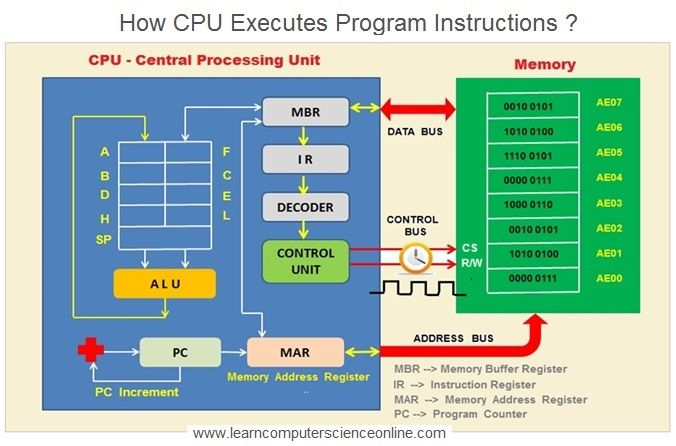 How CPU Executes Program Instructions ?
CPU - Central Processing Unit
Memory
MBR
DATA BUS
0010 0101 AE07
1010 0100 AE06
1110 0101 AE05
0000 0111 AE04
1000 0110 AE03
0010 0101 AE02
1010 0100 AE01
0000 0111 AE00
A F
B C
D E
H L
SP
I R
DECODER
CONTROL
UNIT
CONTROL
BUS
CS
R/W
A L U
PC
MAR
ADDRESS BUS
Memory Address Register
PC Increment
MBR --> Memory Buffer Register
IR --> Instruction Register
MAR --> Memory Address Register
PC --> Program Counter
www.learncomputerscienceonline.com